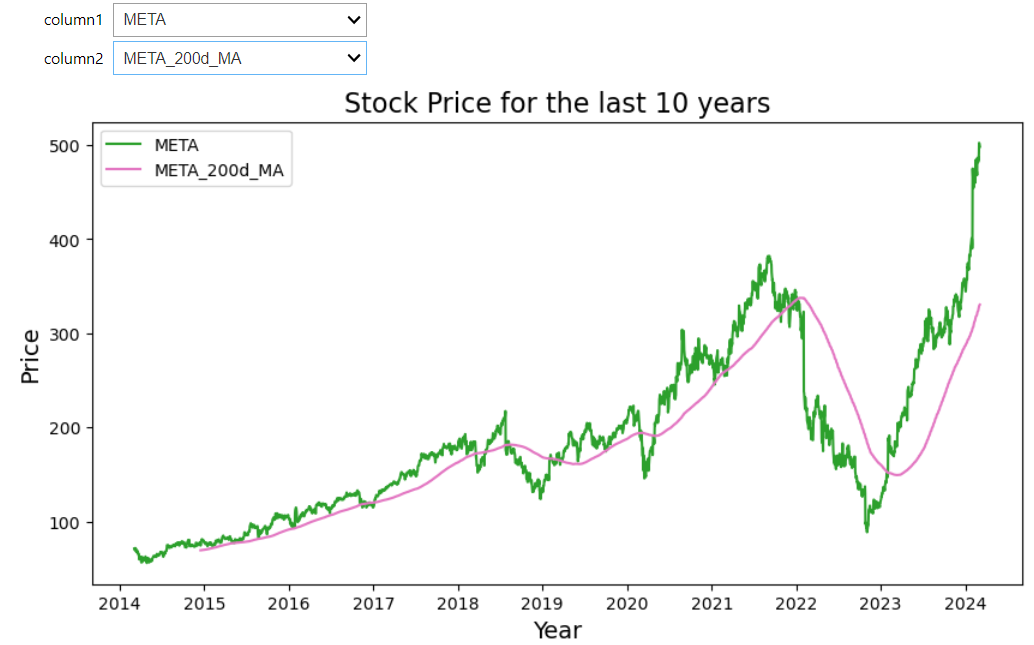 column1 META
column2 META_200d_MA
Stock Price for the last 10 years
META
META_200d_MA
500
400
300
200
100
Price
2014 2015 2016 2017 2018 2019 2020 2021 2022 2023 2024
Year